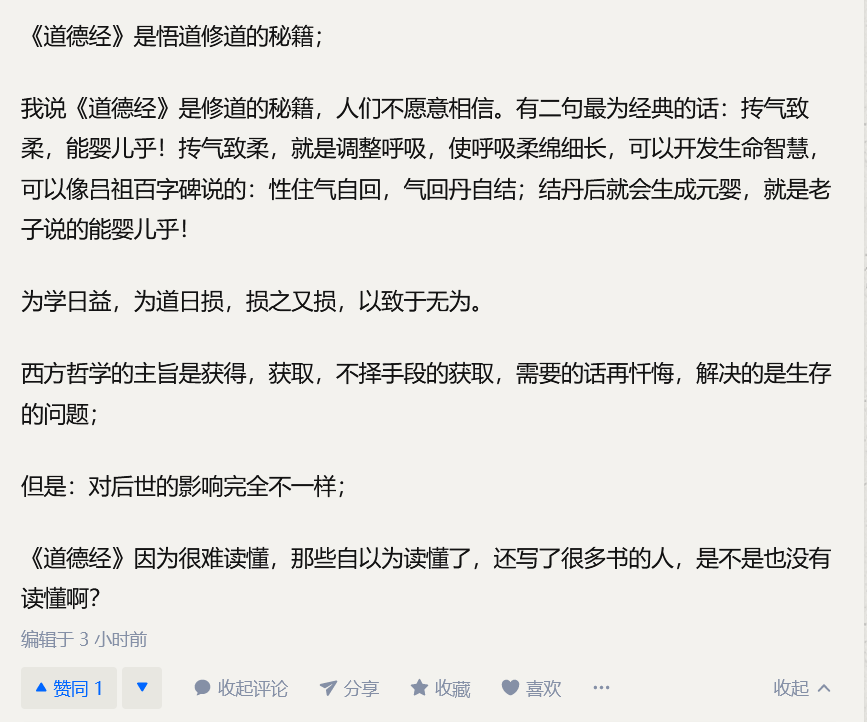 《道德经》是悟道修道的秘籍；
我说《道德经》是修道的秘籍，人们不愿意相信。有二句最为经典的话：抟气致
柔，能婴儿乎！抟气致柔，就是调整呼吸，使呼吸柔绵细长，可以开发生命智慧，
可以像吕祖百字碑说的：性住气自回，气回丹自结；结丹后就会生成元婴，就是老
子说的能婴儿乎！
为学日益，为道日损，损之又损，以致于无为。
西方哲学的主旨是获得，获取，不择手段的获取，需要的话再忏悔，解决的是生存
的问题；
但是：对后世的影响完全不一样；
《道德经》因为很难读懂，那些自以为读懂了，还写了很多书的人，是不是也没有
读懂啊？
编辑于 3 小时前
赞同 1 收起评论 分享 收藏 喜欢 收起